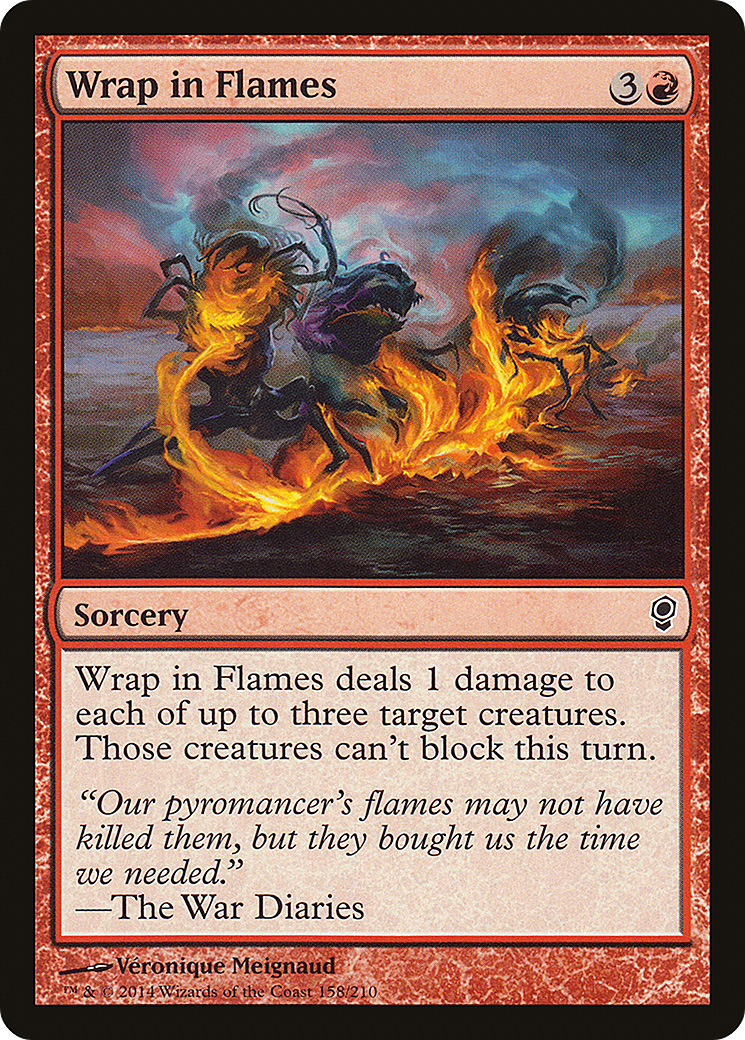 Wrap in Flames
3
Sorcery
Wrap in Flames deals 1 damage to
each of up to three target creatures.
Those creatures can't block this turn.
“Our pyromancer's flames may not have
killed them, but they bought us the time
we needed.”
—The War Diaries
Véronique Meignaud
™ & © 2014 Wizards of the Coast 158/210